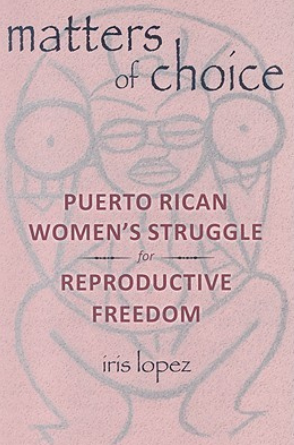 matters
of choice
PUERTO RICAN
WOMEN'S STRUGGLE
for
REPRODUCTIVE
FREEDOM
iris lopez